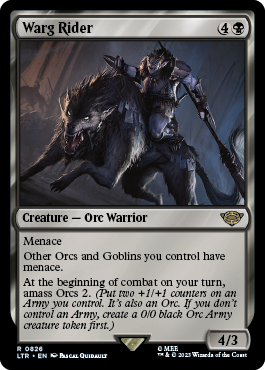 Warg Rider 4
Creature — Orc Warrior
Menace
Other Orcs and Goblins you control have
menace.
At the beginning of combat on your turn,
amass Orcs 2. (Put two +1/+1 counters on an
Army you control. It's also an Orc. If you don't
control an Army, create a 0/0 black Orc Army
creature token first.)
4/3
R 0826
LTR • EN Pascal Quidault
© MEE
™ & © 2023 Wizards of the Coast